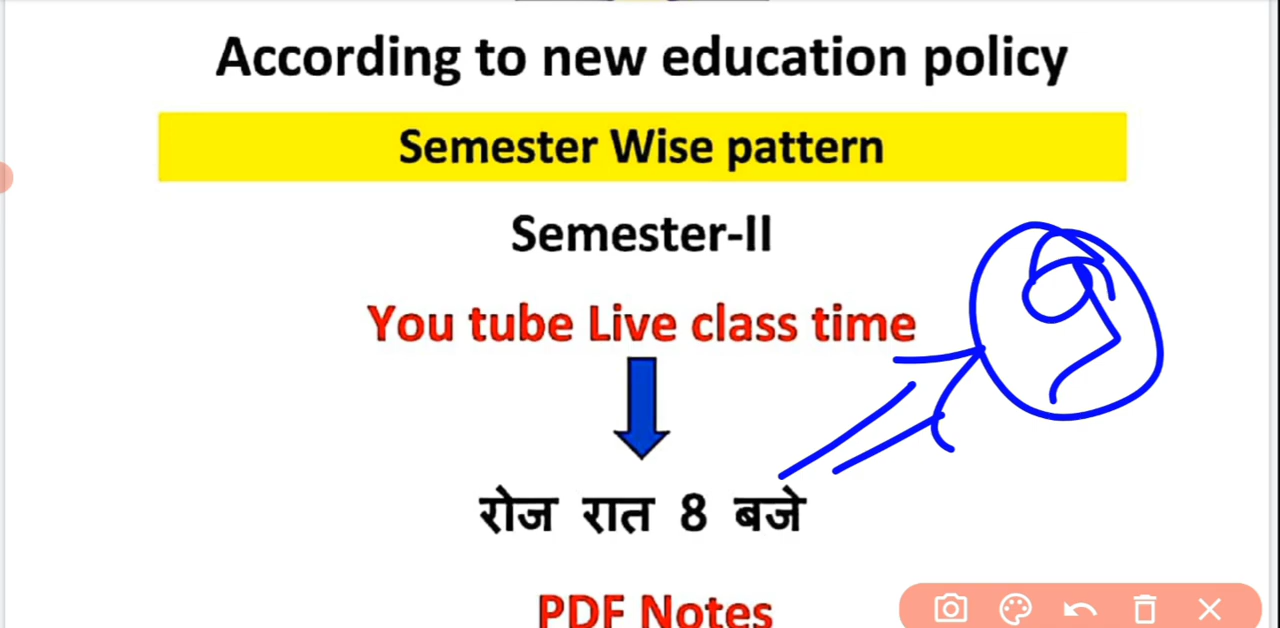 According to new education policy
Semester Wise pattern
Semester-II
You tube Live class time
रोज रात 8 बजे
PDF Notes